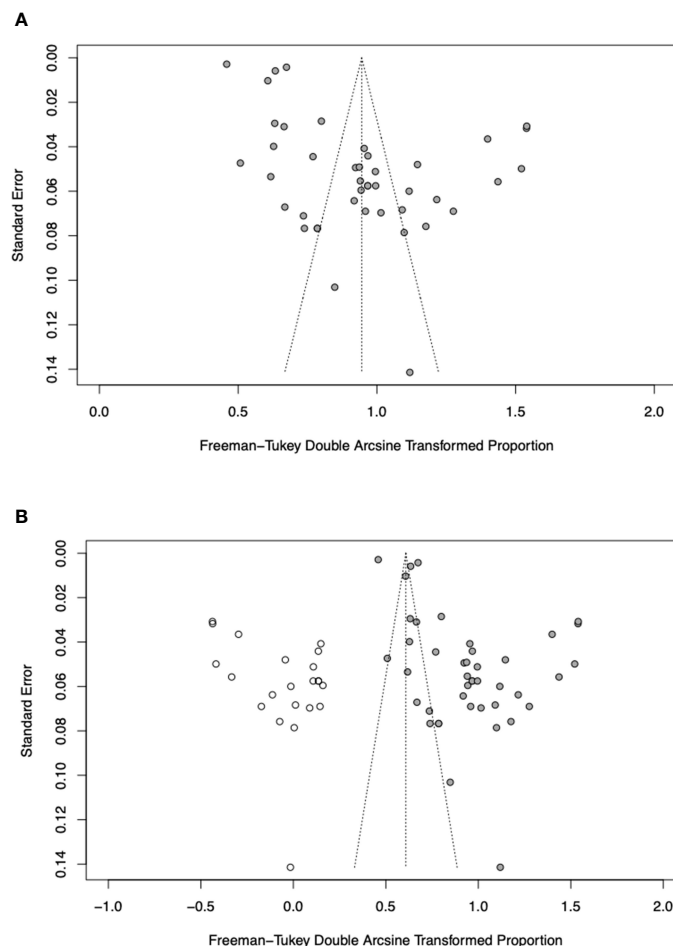 A
0.00
0.02
0.04
0.06
0.08
0.10
0.12
0.14
Standard Error
0.0 0.5 1.0 1.5 2.0
Freeman−Tukey Double Arcsine Transformed Proportion
B
0.00
0.02
0.04
0.06
0.08
0.10
0.12
0.14
Standard Error
−1.0 −0.5 0.0 0.5 1.0 1.5 2.0
Freeman−Tukey Double Arcsine Transformed Proportion